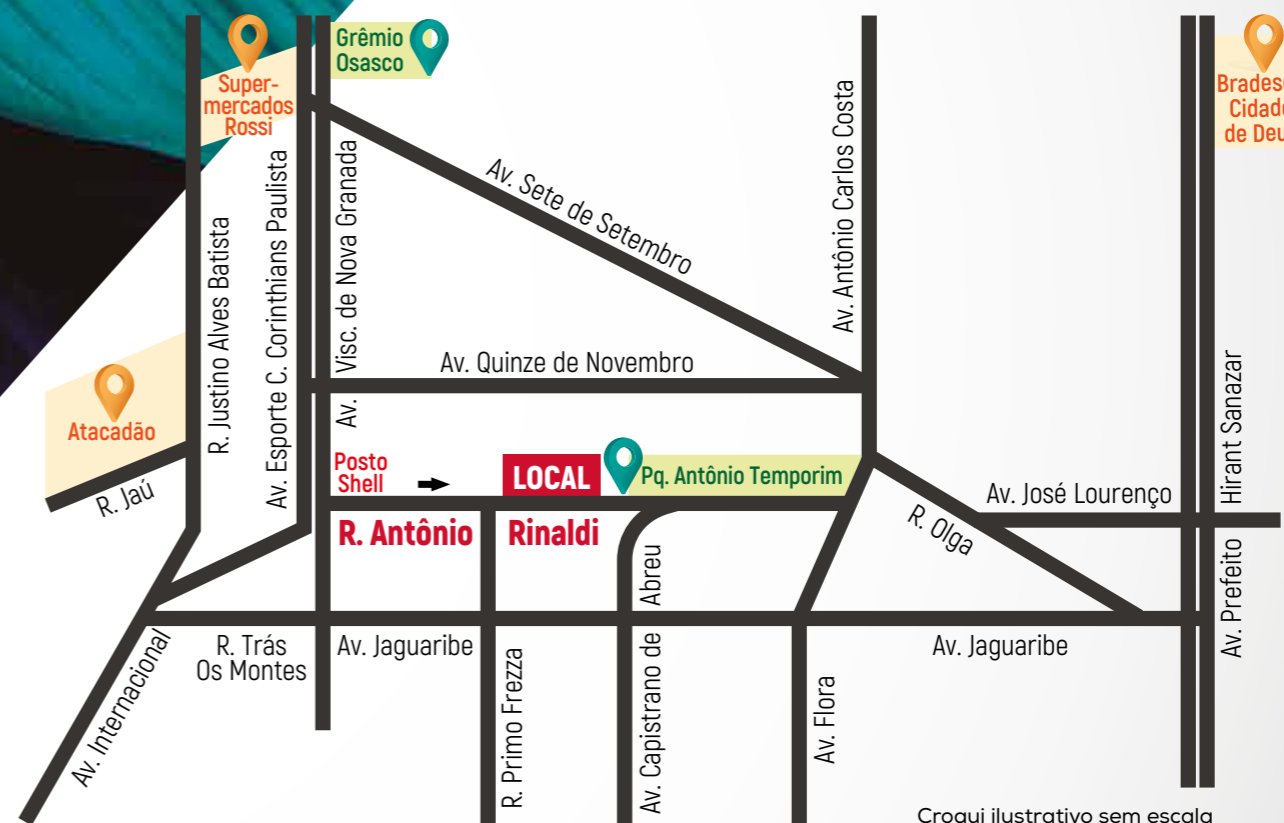 Grêmio
Osasco
Super-
mercados
Rossi
Cidade
Av. Sete de Setembro
Av. Antônio Carlos Costa
R. Justino Alves Batista
Av. Esporte C. Corinthians Paulista
Av. Visc. de Nova Granada
Av. Quinze de Novembro
Atacadão
R. Jaú
Posto
Shell
LOCAL
Pq. Antônio Temporim
R. Antônio Rinaldi
R. Olga
Av. José Lourenço
Av. Prefeito Hirant Sanazar
Av. Internacional
R. Trás
Os Montes
Av. Jaguaribe
R. Primo Frezza
Av. Capistrano de Abreu
Av. Flora
Av. Jaguaribe
Croqui ilustrativo sem escala